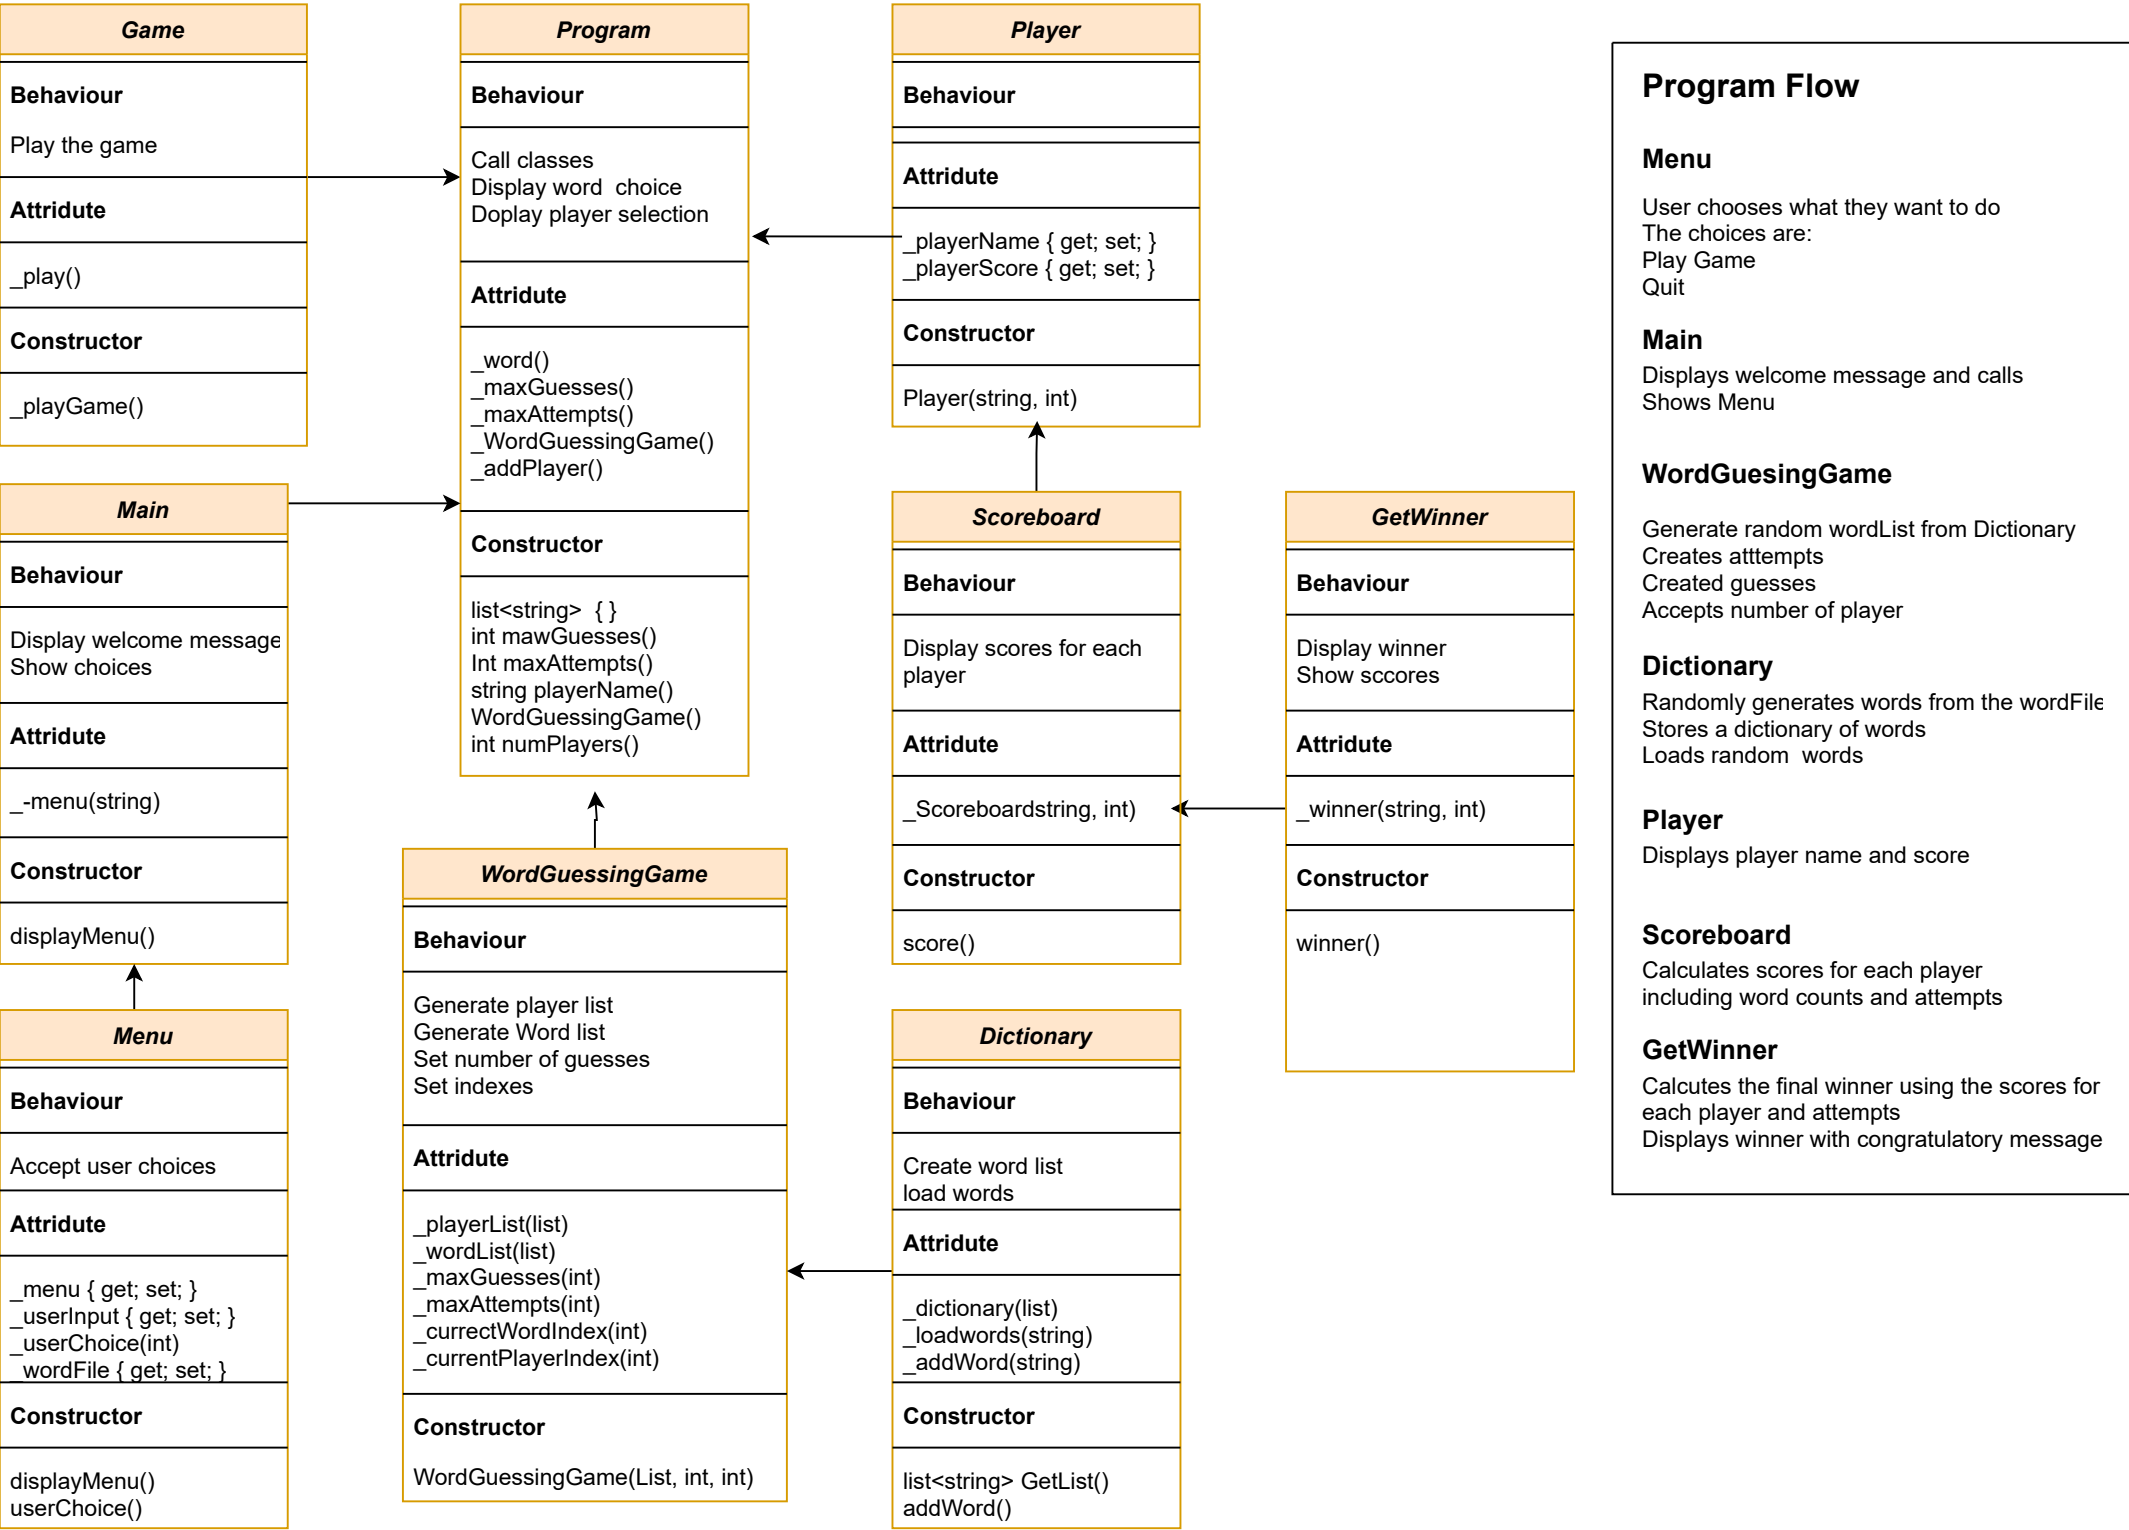 Game
Behaviour
Play the game
Attridute
_play()
Constructor
_playGame()
Program
Behaviour
Call classes
Display word  choice
Doplay player selection
Attridute
_word()
_maxGuesses()
_maxAttempts()
_WordGuessingGame()
_addPlayer()
Constructor
list<string>  { }
int mawGuesses()
Int maxAttempts()
string playerName()
WordGuessingGame()
int numPlayers()
Player
Behaviour
Attridute
_playerName { get; set; }
_playerScore { get; set; }
Constructor
Player(string, int)
Main
Behaviour
Display welcome message
Show choices
Attridute
_-menu(string)
Constructor
displayMenu()
Scoreboard
Behaviour
Display scores for each
player
Attridute
_Scoreboardstring, int)
Constructor
score()
GetWinner
Behaviour
Display winner
Show sccores
Attridute
_winner(string, int)
Constructor
winner()
WordGuessingGame
Behaviour
Generate player list
Generate Word list
Set number of guesses
Set indexes
Attridute
_playerList(list)
_wordList(list)
_maxGuesses(int)
_maxAttempts(int)
_currectWordIndex(int)
_currentPlayerIndex(int)
Constructor
WordGuessingGame(List, int, int)
Menu
Behaviour
Accept user choices
Attridute
_menu { get; set; }
_userInput { get; set; }
_userChoice(int)
_wordFile { get; set; }
Constructor
displayMenu()
userChoice()
Dictionary
Behaviour
Create word list
load words
Attridute
_dictionary(list)
_loadwords(string)
_addWord(string)
Constructor
list<string> GetList()
addWord()
Program Flow
Menu
User chooses what they want to do
The choices are:
Play Game
Quit
Main
Displays welcome message and calls
Shows Menu
WordGuesingGame
Generate random wordList from Dictionary
Creates atttempts
Created guesses
Accepts number of player
Dictionary
Randomly generates words from the wordFile
Stores a dictionary of words
Loads random  words
Player
Displays player name and score
Scoreboard
Calculates scores for each player
including word counts and attempts
GetWinner
Calcutes the final winner using the scores for
each player and attempts
Displays winner with congratulatory message